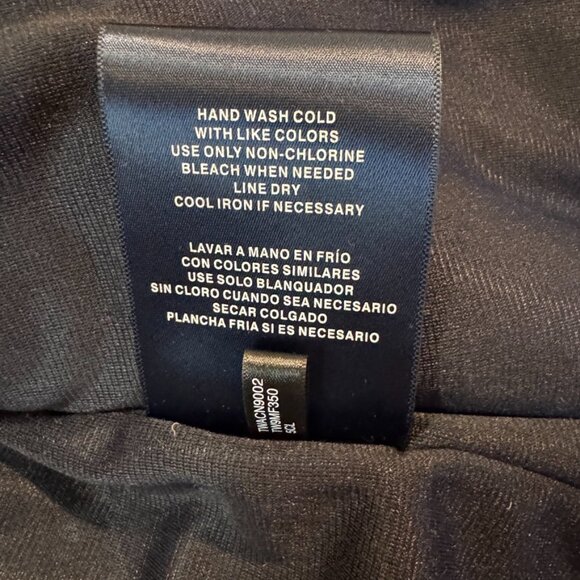 HAND WASH COLD
WITH LIKE COLORS
USE ONLY NON-CHLORINE
BLEACH WHEN NEEDED
LINE DRY
COOL IRON IF NECESSARY
LAVAR A MANO EN FRÍO
CON COLORES SIMILARES
USE SOLO BLANQUADOR
SIN CLORO CUANDO SEA NECESARIO
SECAR COLGADO
PLANCHA FRIA SI ES NECESARIO
TWACN9002
TW9MF350
SCL